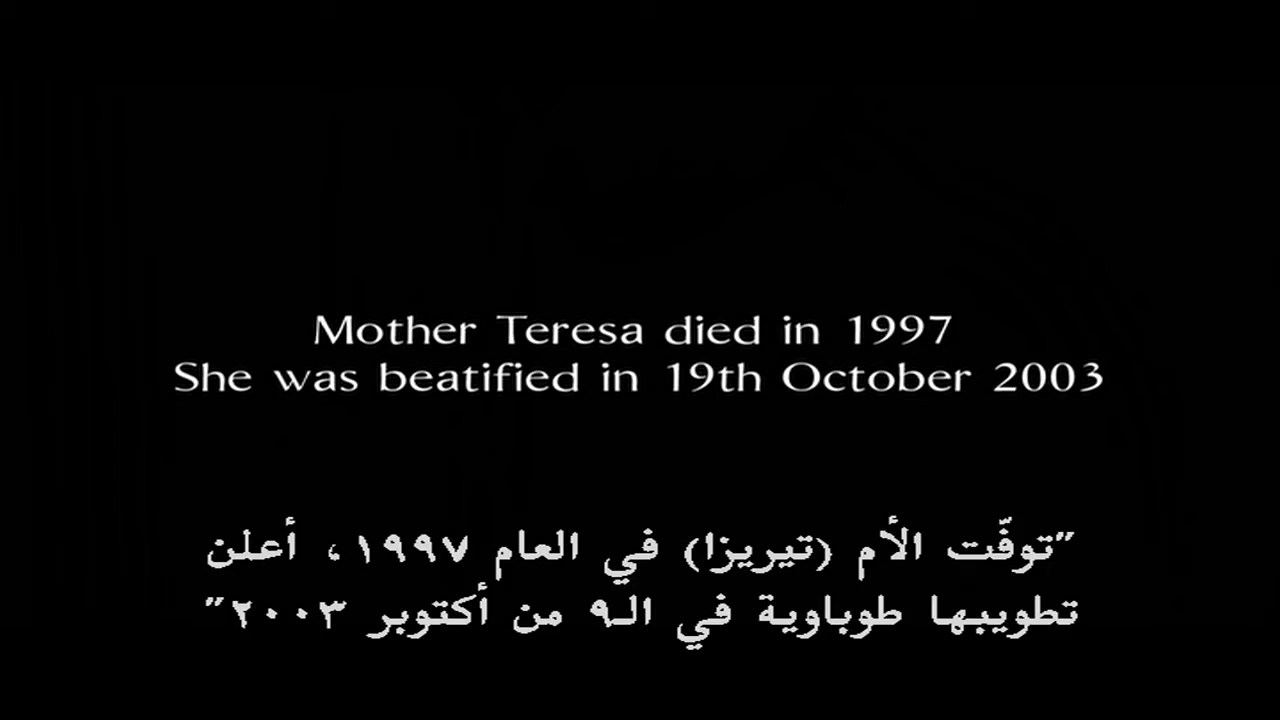 Mother Teresa died in 1997
She was beatified in 19th October 2003
"توفّت الأم (تيريزا) في العام ١٩٩٧، أعلن
تطويبها طوباوية في الـ٩ من أكتوبر ٢٠٠٣"